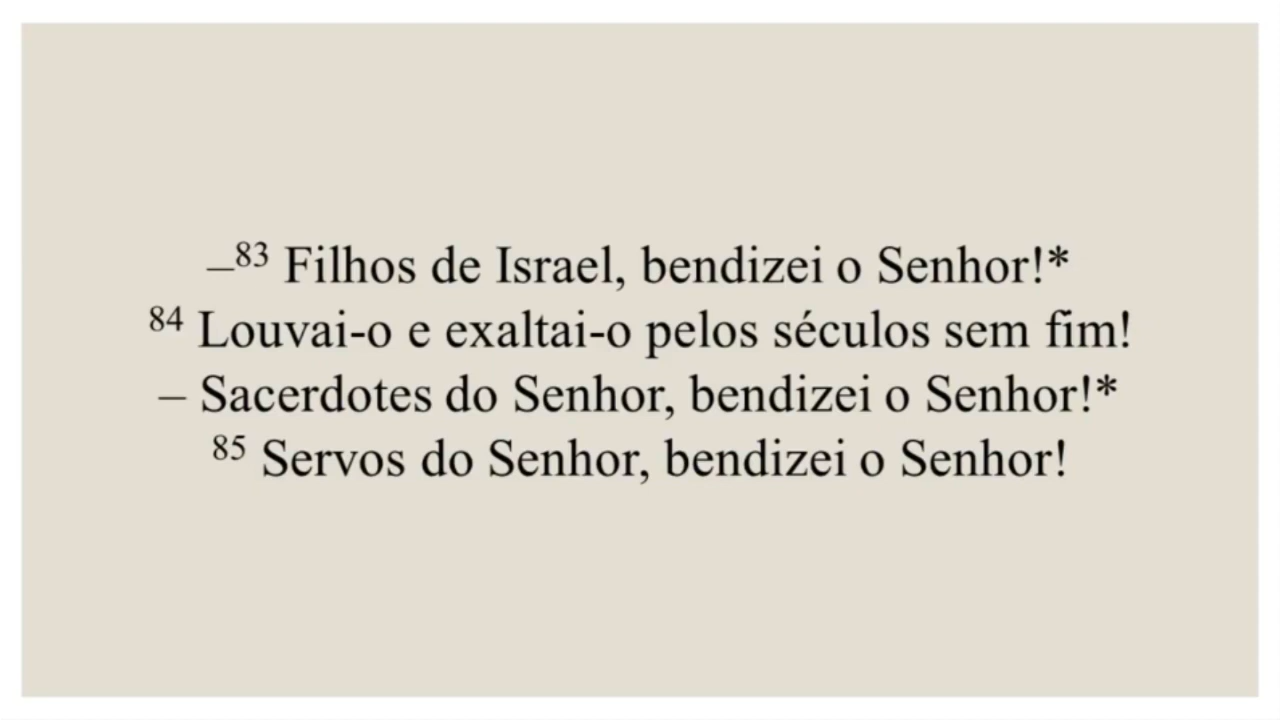 –⁸³ Filhos de Israel, bendizei o Senhor!*
⁸⁴ Louvai-o e exaltai-o pelos séculos sem fim!
– Sacerdotes do Senhor, bendizei o Senhor!*
⁸⁵ Servos do Senhor, bendizei o Senhor!